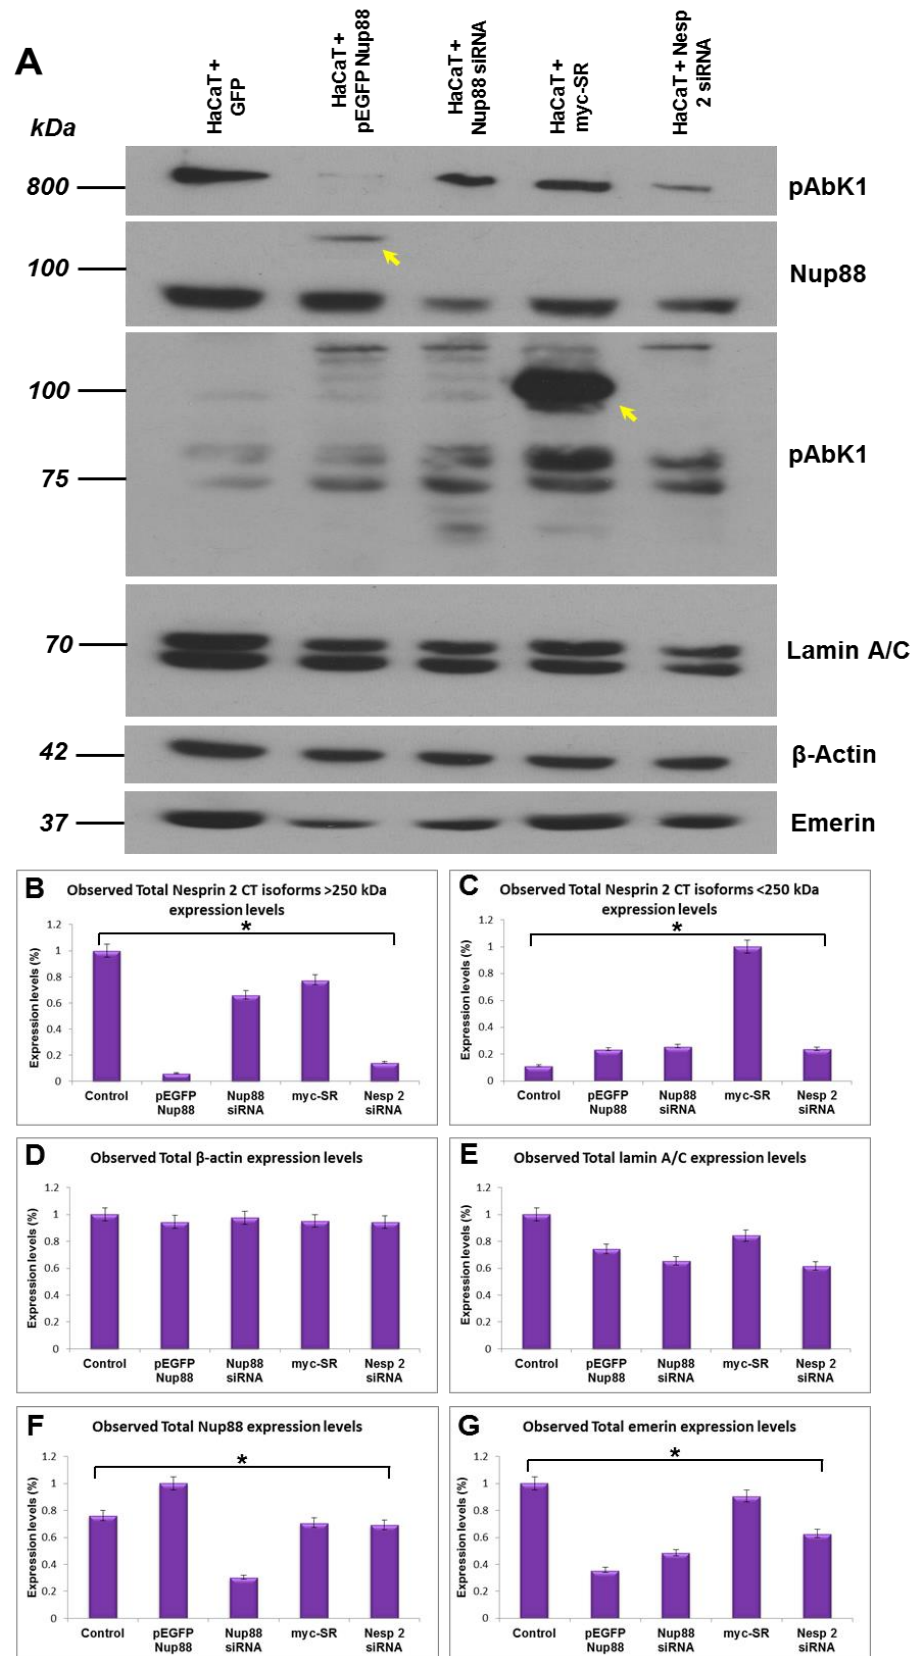 A
kDa
HaCaT +
GFP
HaCaT +
pEGFP Nup88
HaCaT +
Nup88 siRNA
HaCaT +
myc-SR
HaCaT + Nesp
2 siRNA
800
pAbK1
100
Nup88
100
75
pAbK1
70
Lamin A/C
42
β-Actin
37
Emerin
B
Observed Total Nesprin 2 CT isoforms >250 kDa
expression levels
*
Expression levels (%)
1.2
1
0.8
0.6
0.4
0.2
0
Control
pEGFP
Nup88
Nup88
siRNA
myc-SR
Nesp 2
siRNA
C
Observed Total Nesprin 2 CT isoforms <250 kDa
expression levels
*
Expression levels (%)
1.2
1
0.8
0.6
0.4
0.2
0
Control
pEGFP
Nup88
Nup88
siRNA
myc-SR
Nesp 2
siRNA
D
Observed Total β-actin expression levels
Expression levels (%)
1.2
1
0.8
0.6
0.4
0.2
0
Control
pEGFP
Nup88
Nup88
siRNA
myc-SR
Nesp 2
siRNA
E
Observed Total lamin A/C expression levels
Expression levels (%)
1.2
1
0.8
0.6
0.4
0.2
0
Control
pEGFP
Nup88
Nup88
siRNA
myc-SR
Nesp 2
siRNA
F
Observed Total Nup88 expression levels
*
Expression levels (%)
1.2
1
0.8
0.6
0.4
0.2
0
Control
pEGFP
Nup88
Nup88
siRNA
myc-SR
Nesp 2
siRNA
G
Observed Total emerin expression levels
*
Expression levels (%)
1.2
1
0.8
0.6
0.4
0.2
0
Control
pEGFP
Nup88
Nup88
siRNA
myc-SR
Nesp 2
siRNA